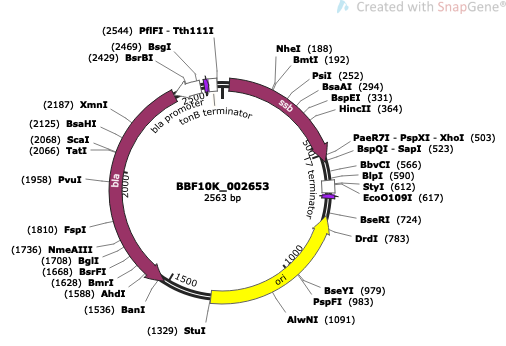 Created with SnapGene®
(2544) PflFI - Tth111I
(2469) BsgI
(2429) BsrBI
(2187) XmnI
(2125) BsaHI
(2068) ScaI
(2066) TatI
(1958) PvuI
(1810) FspI
(1736) NmeAIII
(1708) BglI
(1668) BsrFI
(1628) BmrI
(1588) AhdI
(1536) BanI
(1329) StuI
NheI (188)
BmtI (192)
PsiI (252)
BsaAI (294)
BspEI (331)
HincII (364)
PaeR7I - PspXI - XhoI (503)
BspQI - SapI (523)
BbvCI (566)
BlpI (590)
StyI (612)
EcoO109I (617)
BseRI (724)
DrdI (783)
BseYI (979)
PspFI (983)
AlwNI (1091)
2500
bla promoter
tonB terminator
ssb
500
T7 terminator
bla
2000
BBF10K_002653
2563 bp
1000
ori
1500